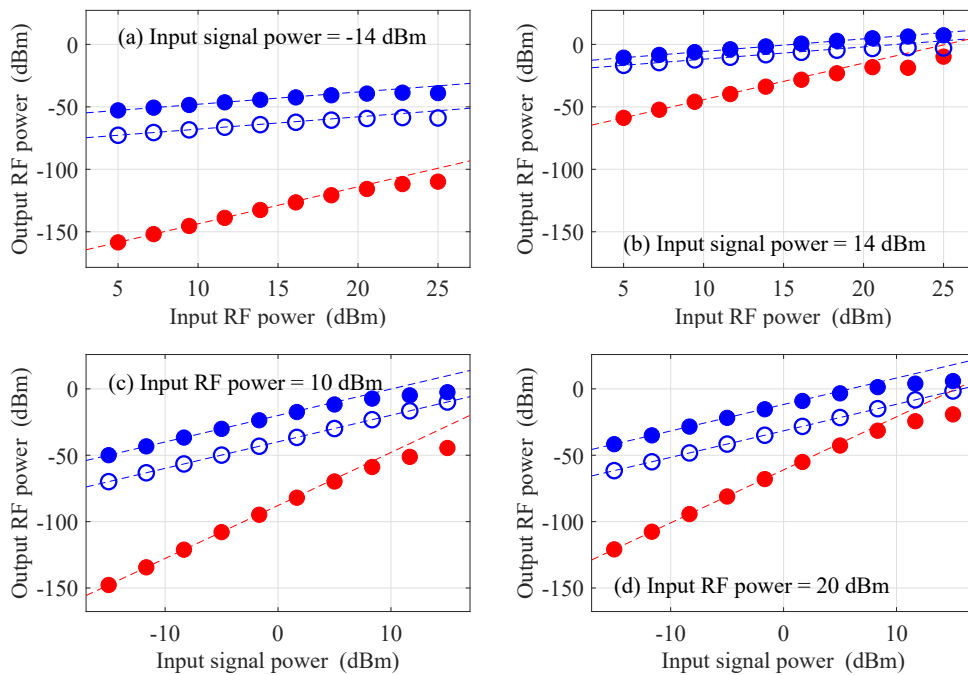 (a) Input signal power = -14 dBm
0
-50
-100
-150
Output RF power (dBm)
5 10 15 20 25
Input RF power (dBm)
(b) Input signal power = 14 dBm
0
-50
-100
-150
Output RF power (dBm)
5 10 15 20 25
Input RF power (dBm)
(c) Input RF power = 10 dBm
0
-50
-100
-150
Output RF power (dBm)
-10 0 10
Input signal power (dBm)
(d) Input RF power = 20 dBm
0
-50
-100
-150
Output RF power (dBm)
-10 0 10
Input signal power (dBm)